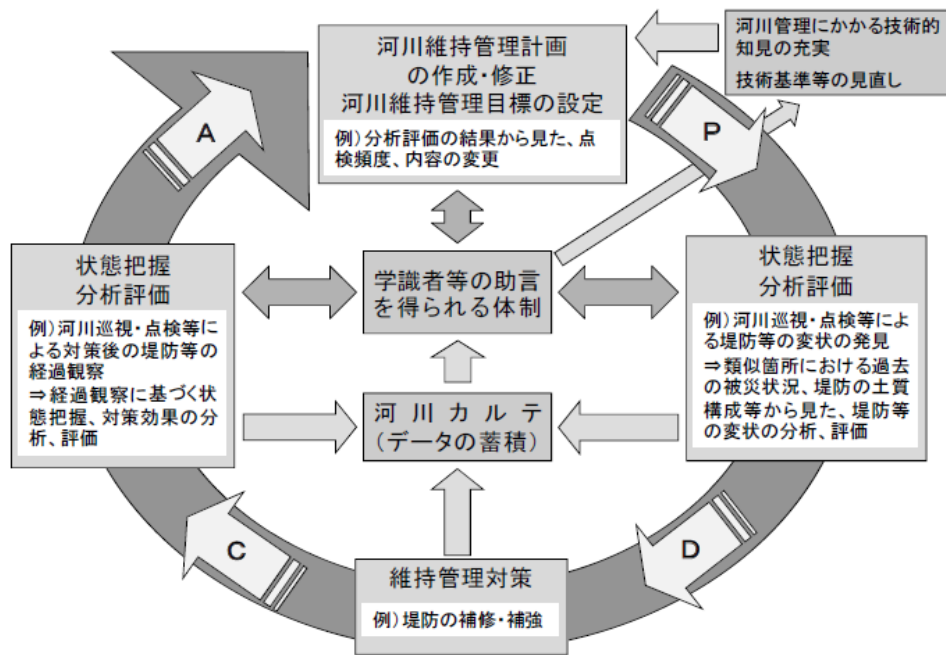 河川維持管理計画
の作成・修正
河川維持管理目標の設定
例）分析評価の結果から見た、点
検頻度、内容の変更
河川管理にかかる技術的
知見の充実
技術基準等の見直し
A
P
状態把握
分析評価
例）河川巡視・点検等によ
る対策後の堤防等の
経過観察
⇒経過観察に基づく状
態把握、対策効果の分
析、評価
学識者等の助言
を得られる体制
状態把握
分析評価
例）河川巡視・点検等によ
る堤防等の変状の発見
⇒類似箇所における過去
の被災状況、堤防の土質
構成等から見た、堤防等
の変状の分析、評価
河川カルテ
（データの蓄積）
C
D
維持管理対策
例）堤防の補修・補強